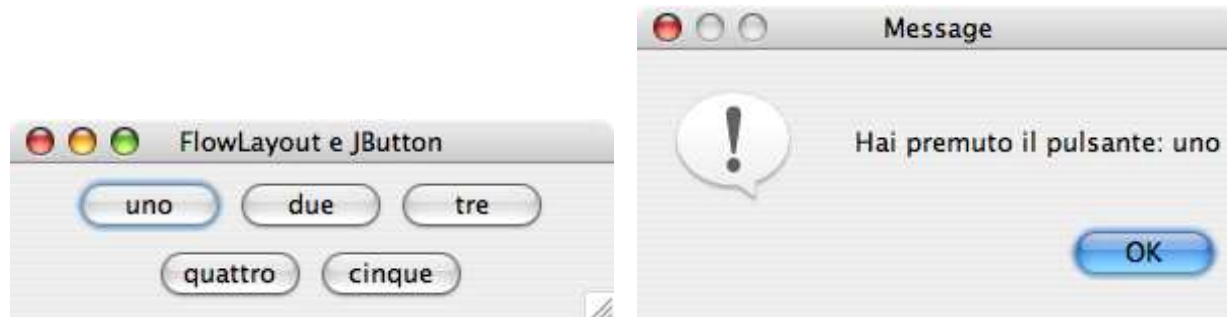 FlowLayout e JButton
uno due tre
quattro cinque
Message
Hai premuto il pulsante: uno
OK